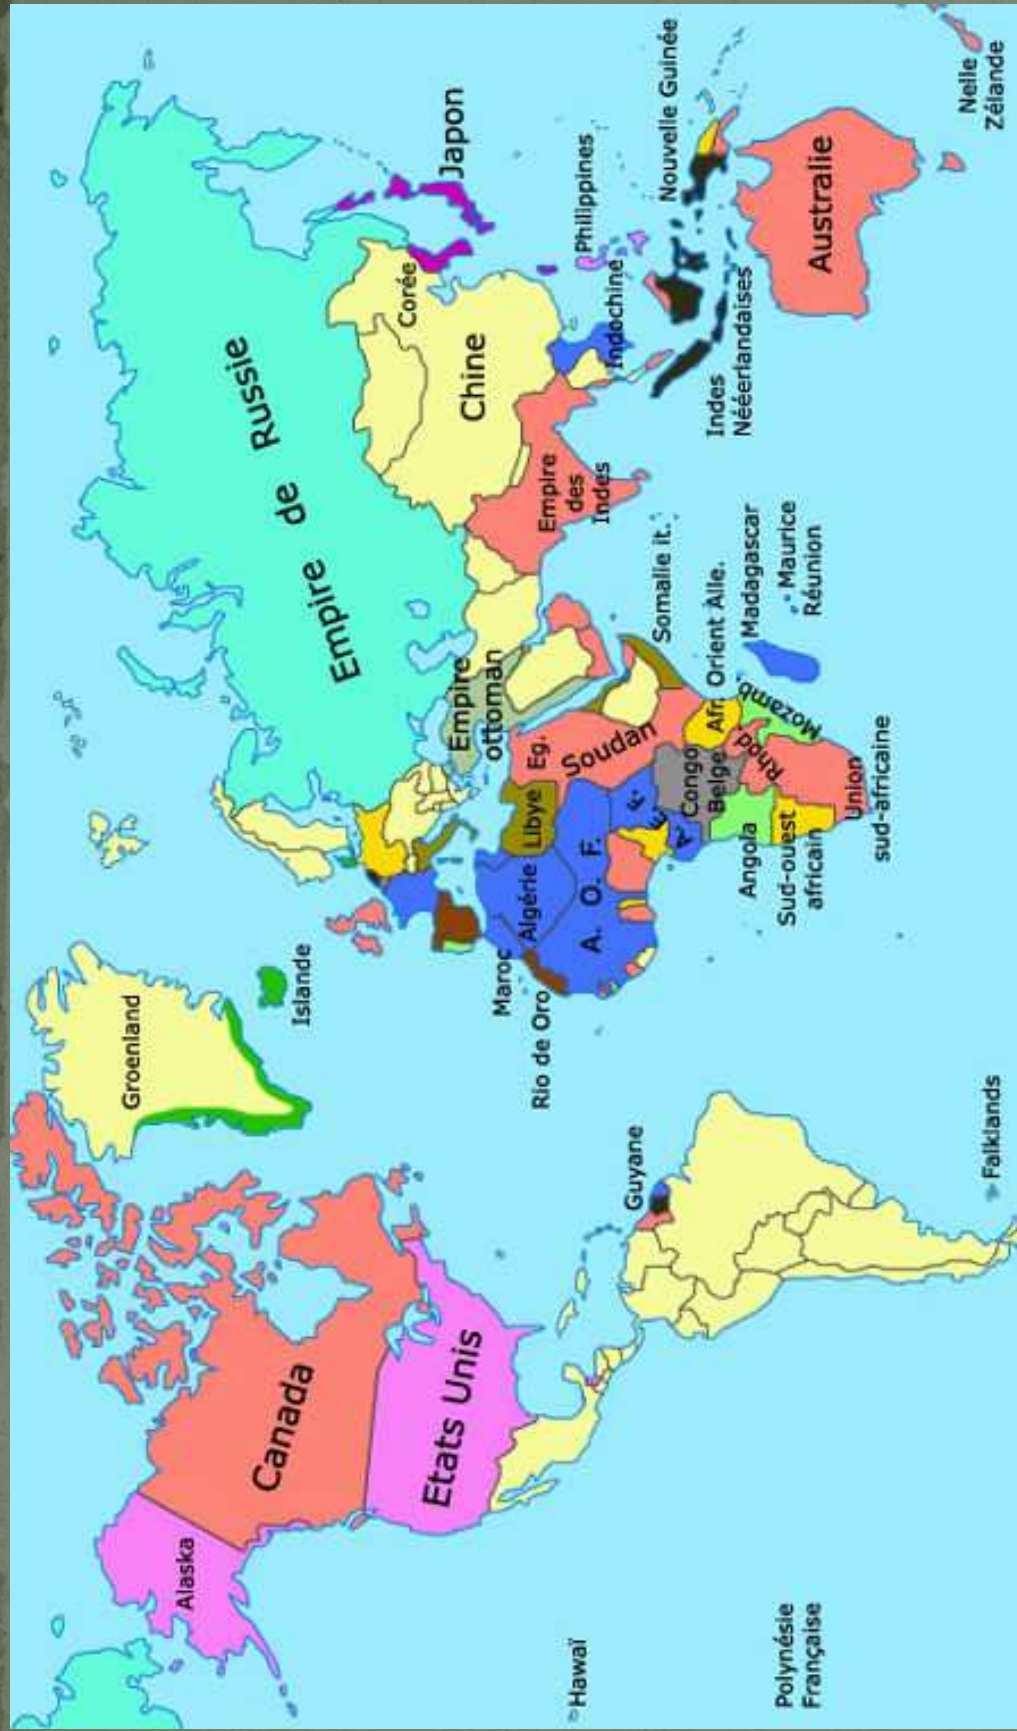 Alaska
Canada
Etats Unis
Groenland
Islande
Hawaï
Polynésie
Française
Guyane
Falklands
Empire de Russie
Japon
Corée
Chine
Empire
ottoman
Empire
des
Indes
Indochine
Philippines
Nouvelle Guinée
Indes
Nééerlandaises
Australie
Nelle
Zélande
Maroc
Rio de Oro
Algérie
Libye
Eg.
Soudan
A. O. F.
A. E. F.
Congo
Belge
Somalie it.
Afr. Orient Alle.
Madagascar
Maurice
Réunion
Mozamb.
Rhod.
Angola
Sud-ouest
africain
Union
sud-africaine